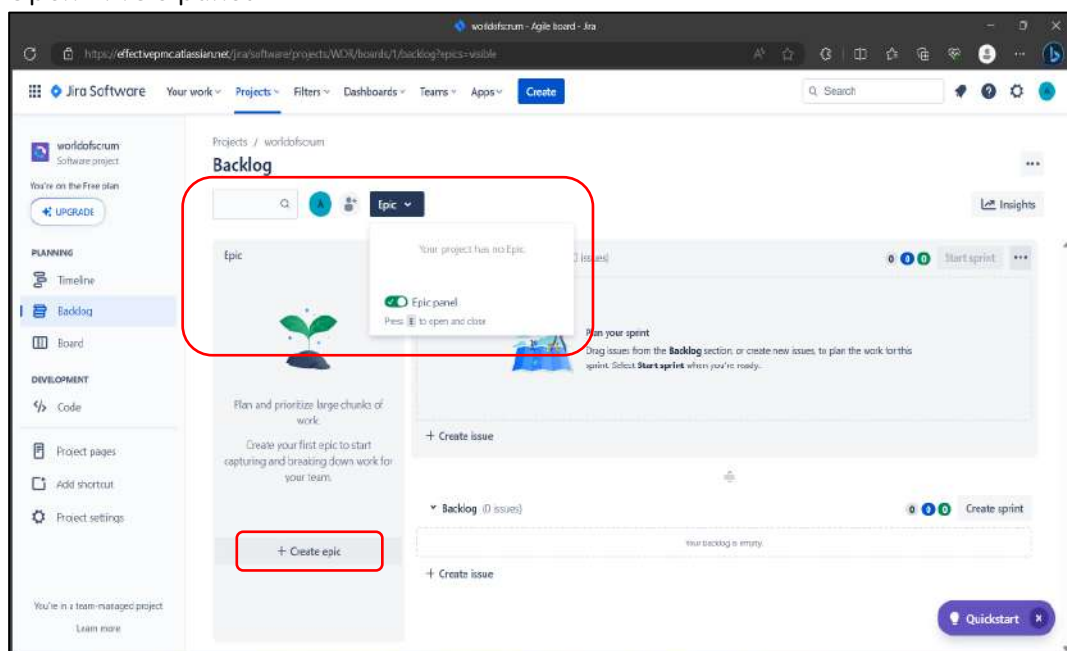 worldofscrum - Agile board - Jira
https://effectivepmc.atlassian.net/jira/software/projects/WOR/boards/1/backlog?epics=visible
Jira Software Your work Projects Filters Dashboards Teams Apps Create Search
worldofscrum
Software project
You're on the Free plan
UPGRADE
PLANNING
Timeline
Backlog
Board
DEVELOPMENT
Code
Project pages
Add shortcut
Project settings
You're in a team-managed project
Learn more
Projects / worldofscrum
Backlog
A Epic
Insights
Your project has no Epic.
Epic panel
Press E to open and close
Epic
Plan and prioritize large chunks of
work.
Create your first epic to start
capturing and breaking down work for
your team.
+ Create epic
issues) 0 0 0 Start sprint
Plan your sprint
Drag issues from the Backlog section, or create new issues, to plan the work for this
sprint. Select Start sprint when you're ready.
+ Create issue
Backlog (0 issues) 0 0 0 Create sprint
Your backlog is empty.
+ Create issue
Quickstart x